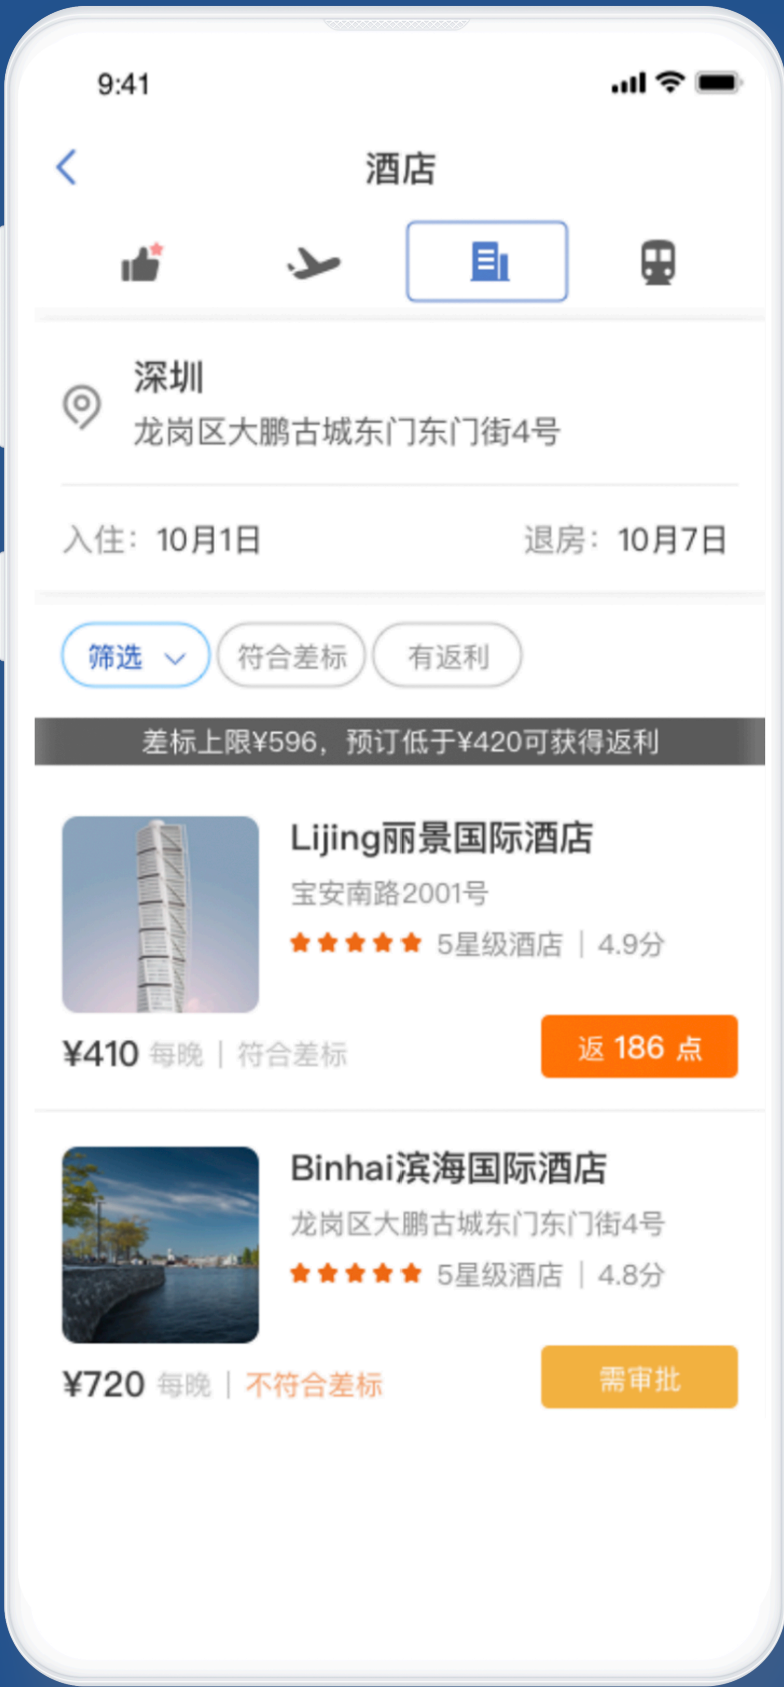 9:41
酒店
深圳
龙岗区大鹏古城东门东门街4号
入住：10月1日 退房：10月7日
筛选 符合差标 有返利
差标上限¥596，预订低于¥420可获得返利
Lijing丽景国际酒店
宝安南路2001号
5星级酒店｜4.9分
¥410 每晚｜符合差标 返 186 点
Binhai滨海国际酒店
龙岗区大鹏古城东门东门街4号
5星级酒店｜4.8分
¥720 每晚｜不符合差标 需审批